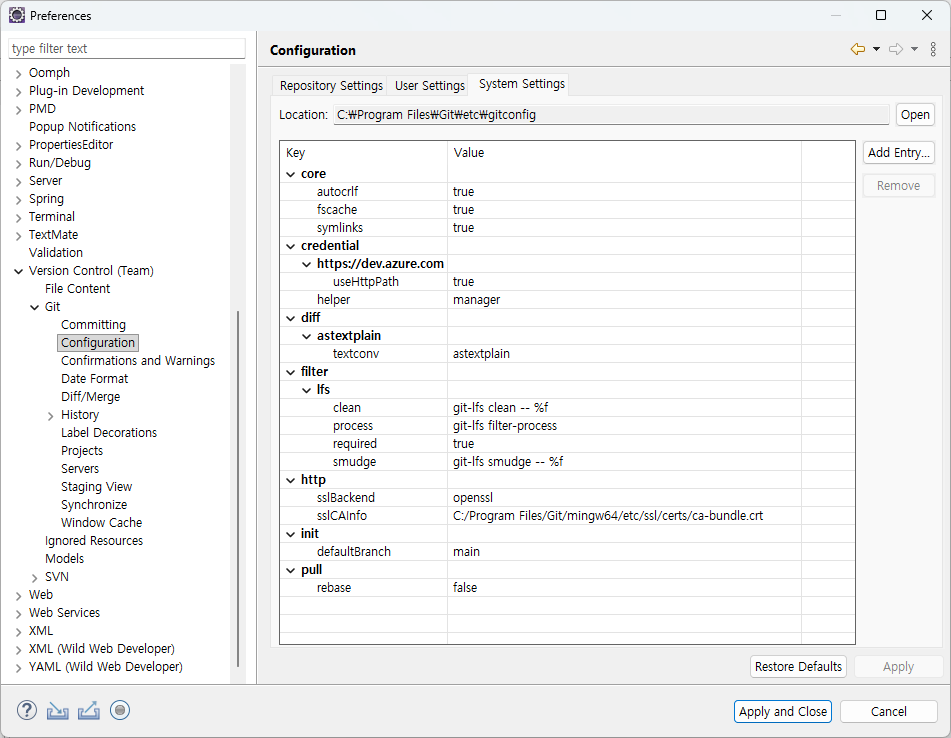 Preferences
type filter text
Oomph
Plug-in Development
PMD
Popup Notifications
PropertiesEditor
Run/Debug
Server
Spring
Terminal
TextMate
Validation
Version Control (Team)
File Content
Git
Committing
Configuration
Confirmations and Warnings
Date Format
Diff/Merge
History
Label Decorations
Projects
Servers
Staging View
Synchronize
Window Cache
Ignored Resources
Models
SVN
Web
Web Services
XML
XML (Wild Web Developer)
YAML (Wild Web Developer)
Configuration
Repository Settings User Settings System Settings
Location: C:₩Program Files₩Git₩etc₩gitconfig Open
Key Value Add Entry...
Remove
core
autocrlf true
fscache true
symlinks true
credential
https://dev.azure.com
useHttpPath true
helper manager
diff
astextplain
textconv astextplain
filter
lfs
clean git-lfs clean -- %f
process git-lfs filter-process
required true
smudge git-lfs smudge -- %f
http
sslBackend openssl
sslCAInfo C:/Program Files/Git/mingw64/etc/ssl/certs/ca-bundle.crt
init
defaultBranch main
pull
rebase false
Restore Defaults Apply
Apply and Close Cancel